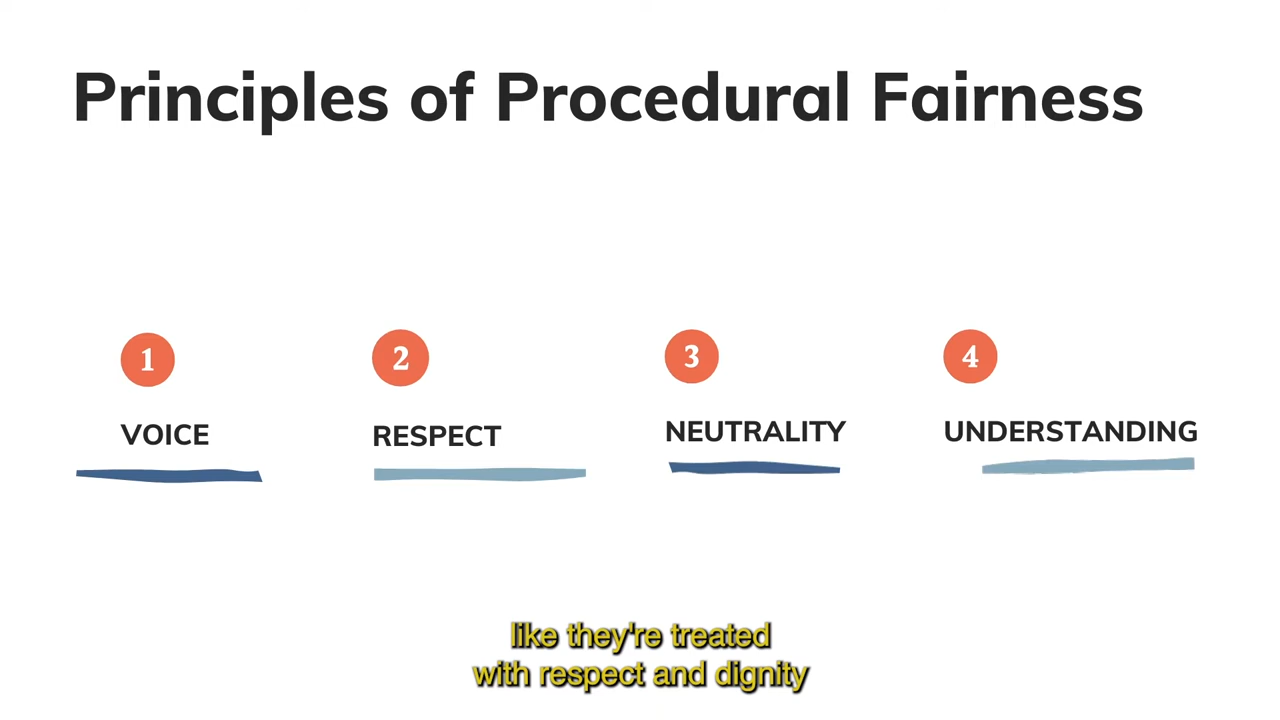 Principles of Procedural Fairness
1
2
3
4
VOICE
RESPECT
NEUTRALITY
UNDERSTANDING
like they're treated
with respect and dignity